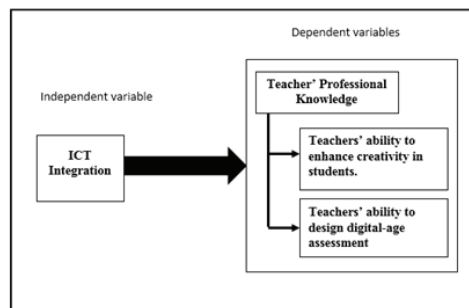 Dependent variables
Teacher’ Professional
Knowledge
Independent variable
ICT
Integration
Teachers’ ability to
enhance creativity in
students.
Teachers’ ability to
design digital-age
assessment